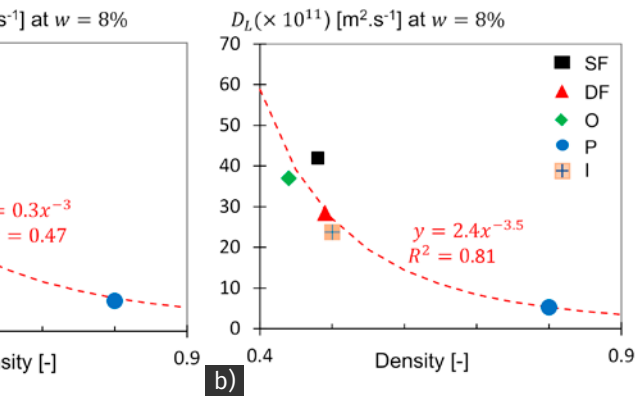 s⁻¹] at w = 8%
= 0.3x⁻³
= 0.47
sity [-]
0.9
D_L(× 10¹¹) [m².s⁻¹] at w = 8%
70
60
50
40
30
20
10
0
SF
DF
O
P
I
y = 2.4x⁻³·⁵
R² = 0.81
0.4
Density [-]
0.9
b)